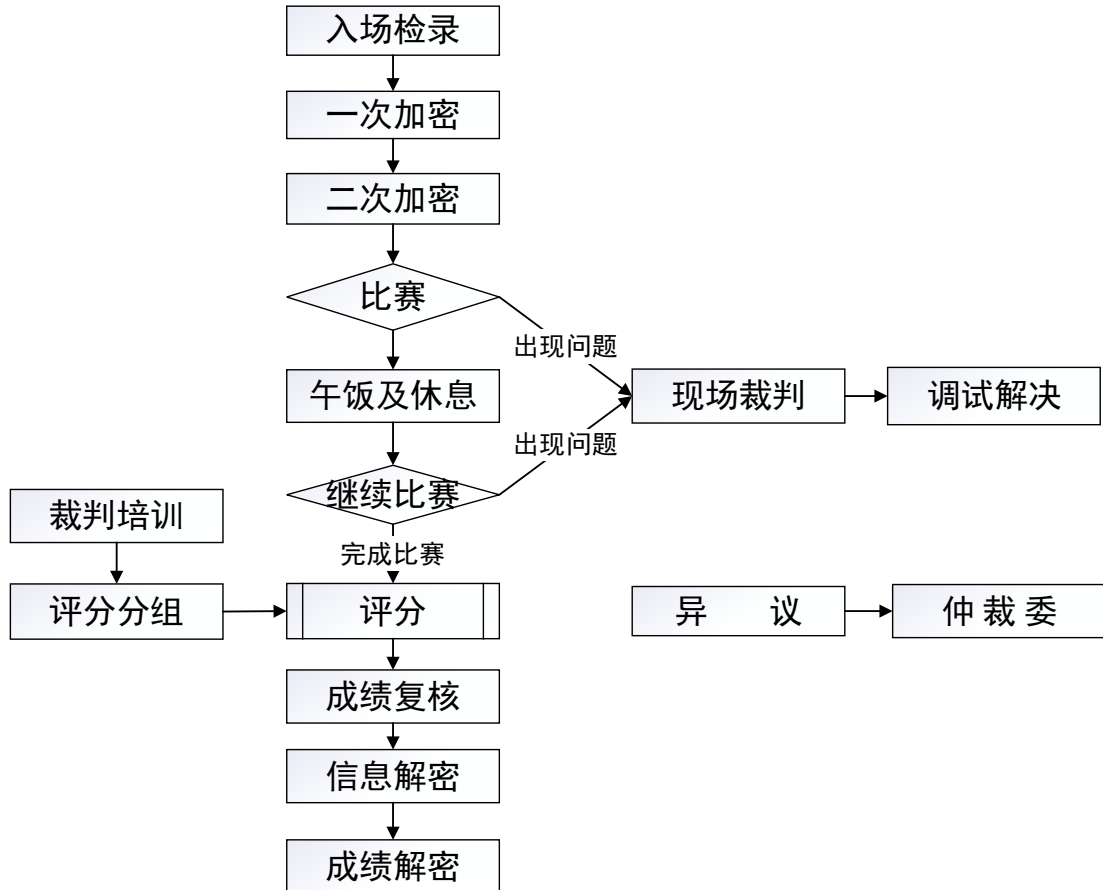 入场检录
一次加密
二次加密
比赛
出现问题
午饭及休息
现场裁判
调试解决
出现问题
继续比赛
裁判培训
完成比赛
评分分组
评分
异 议
仲 裁 委
成绩复核
信息解密
成绩解密